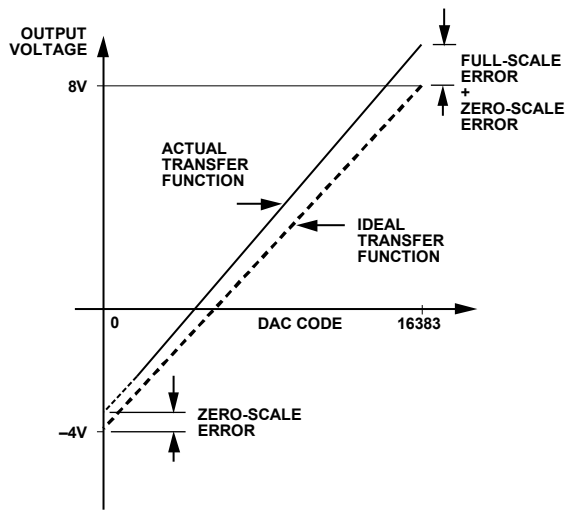 OUTPUT
VOLTAGE
8V
FULL-SCALE
ERROR
+
ZERO-SCALE
ERROR
ACTUAL
TRANSFER
FUNCTION
IDEAL
TRANSFER
FUNCTION
0
DAC CODE
16383
ZERO-SCALE
ERROR
–4V